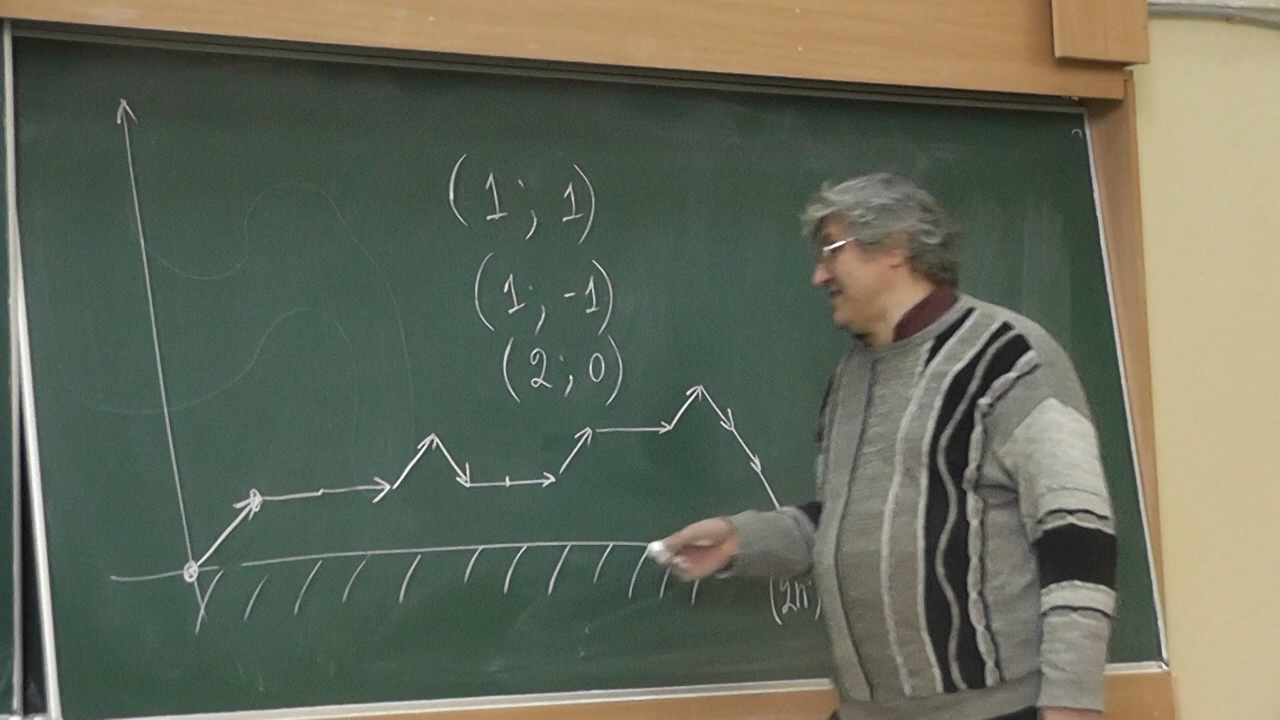 (1; 1)
(1; -1)
(2; 0)
(2n;